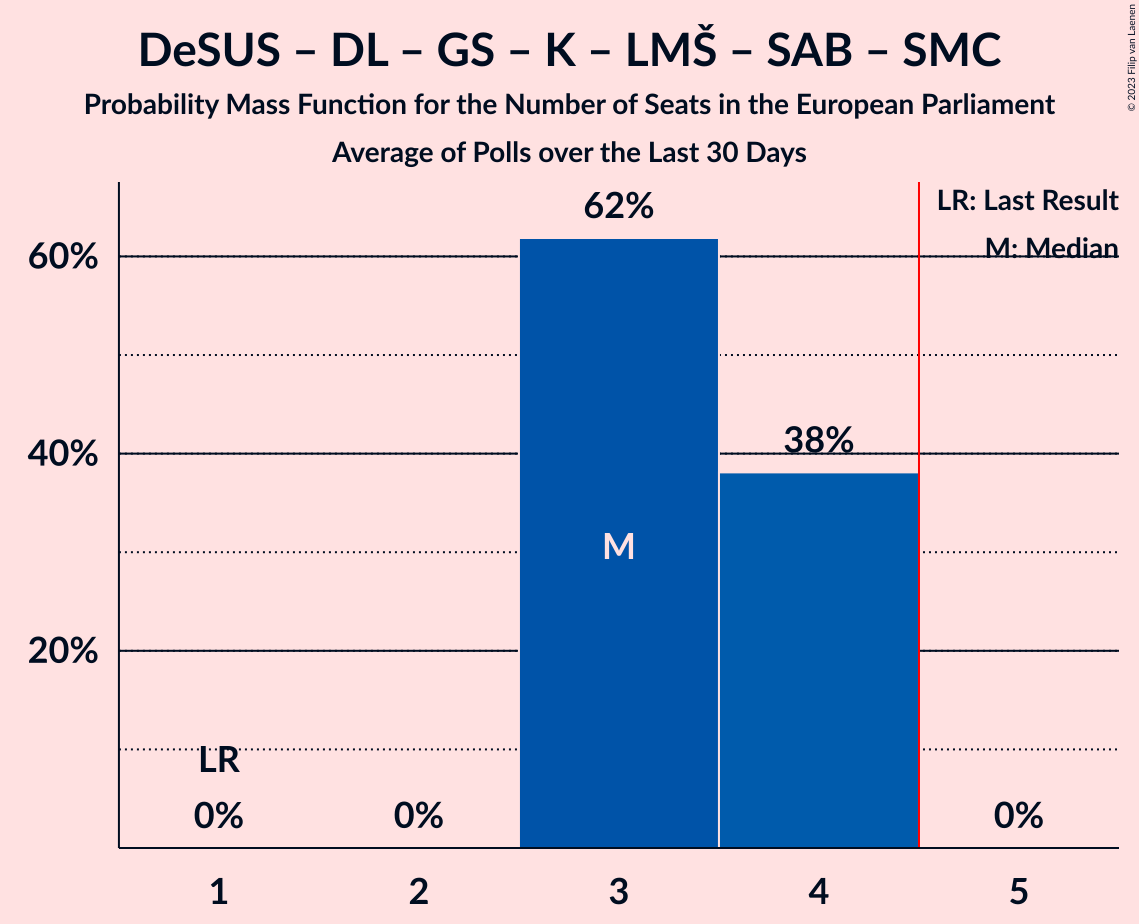 DeSUS – DL – GS – K – LMŠ – SAB – SMC
Probability Mass Function for the Number of Seats in the European Parliament
Average of Polls over the Last 30 Days
© 2023 Filip van Laenen
LR: Last Result
M: Median
62%
60%
40%
38%
M
20%
LR
0%
0%
0%
1
2
3
4
5